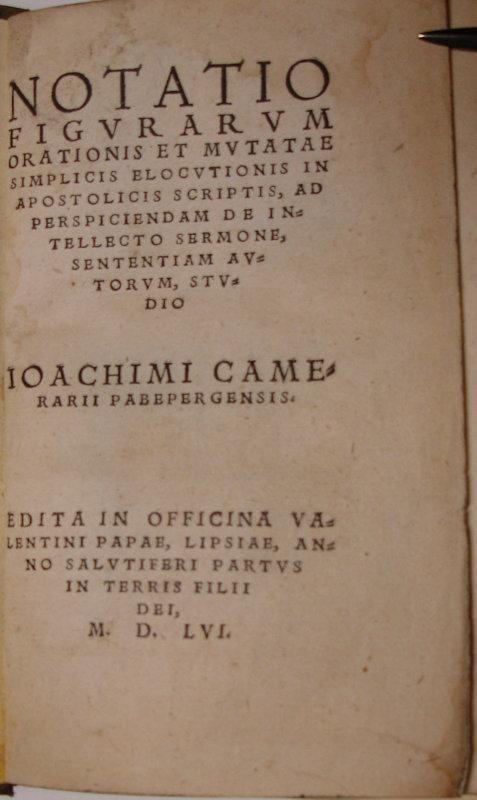 NOTATIO
FIGVRARVM
ORATIONIS ET MVTATAE
SIMPLICIS ELOCVTIONIS IN
APOSTOLICIS SCRIPTIS, AD
PERSPICIENDAM DE IN=
TELLECTO SERMONE,
SENTENTIAM AV=
TORVM, STV=
DIO
IOACHIMI CAME=
RARII PABEPERGENSIS.
EDITA IN OFFICINA VA=
LENTINI PAPAE, LIPSIAE, AN=
NO SALVTIFERI PARTVS
IN TERRIS FILII
DEI,
M. D. LVI.